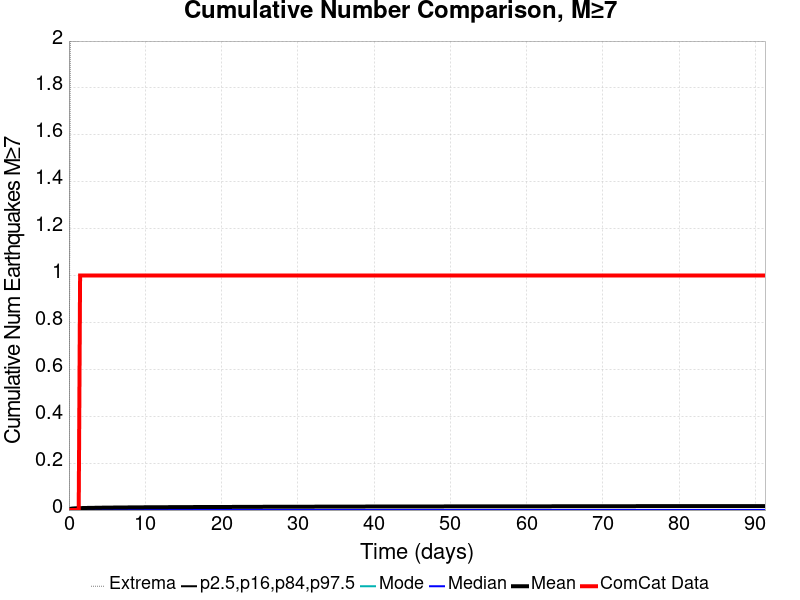 Cumulative Number Comparison, M≥7
Cumulative Num Earthquakes M≥7
2
1.8
1.6
1.4
1.2
1
0.8
0.6
0.4
0.2
0
0 10 20 30 40 50 60 70 80 90
Time (days)
Extrema p2.5,p16,p84,p97.5 Mode Median Mean ComCat Data